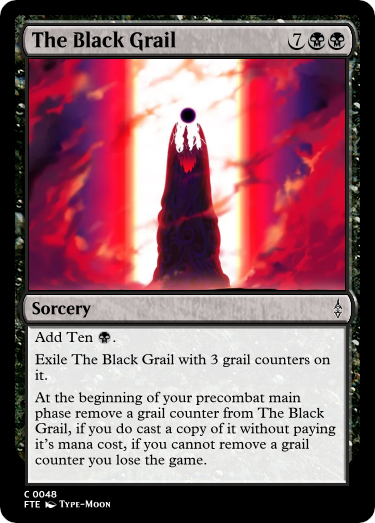 The Black Grail 7
Sorcery
Add Ten .
Exile The Black Grail with 3 grail counters on
it.
At the beginning of your precombat main
phase remove a grail counter from The Black
Grail, if you do cast a copy of it without paying
it's mana cost, if you cannot remove a grail
counter you lose the game.
C 0048
FTE Type-Moon